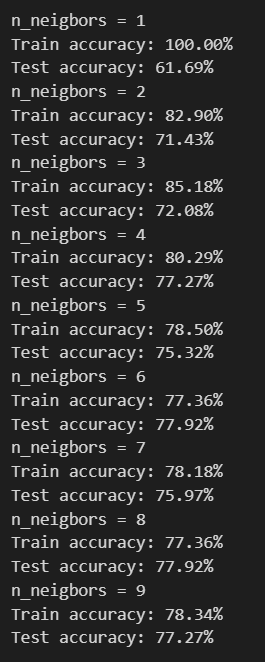 n_neigbors = 1
Train accuracy: 100.00%
Test accuracy: 61.69%
n_neigbors = 2
Train accuracy: 82.90%
Test accuracy: 71.43%
n_neigbors = 3
Train accuracy: 85.18%
Test accuracy: 72.08%
n_neigbors = 4
Train accuracy: 80.29%
Test accuracy: 77.27%
n_neigbors = 5
Train accuracy: 78.50%
Test accuracy: 75.32%
n_neigbors = 6
Train accuracy: 77.36%
Test accuracy: 77.92%
n_neigbors = 7
Train accuracy: 78.18%
Test accuracy: 75.97%
n_neigbors = 8
Train accuracy: 77.36%
Test accuracy: 77.92%
n_neigbors = 9
Train accuracy: 78.34%
Test accuracy: 77.27%